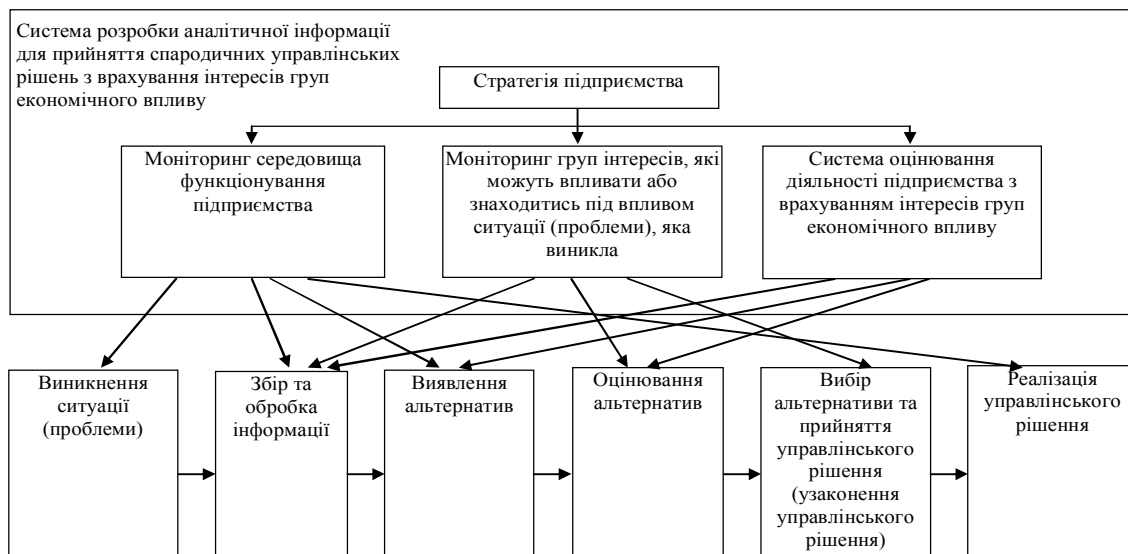 Система розробки аналітичної інформації
для прийняття спародичних управлінських
рішень з врахування інтересів груп
економічного впливу
Стратегія підприємства
Моніторинг середовища
функціонування
підприємства
Моніторинг груп інтересів, які
можуть впливати або
знаходитись під впливом
ситуації (проблеми), яка
виникла
Система оцінювання
діяльності підприємства з
врахуванням інтересів груп
економічного впливу
Виникнення
ситуації
(проблеми)
Збір та
обробка
інформації
Виявлення
альтернатив
Оцінювання
альтернатив
Вибір
альтернативи та
прийняття
управлінського
рішення
(узаконення
управлінського
рішення)
Реалізація
управлінського
рішення